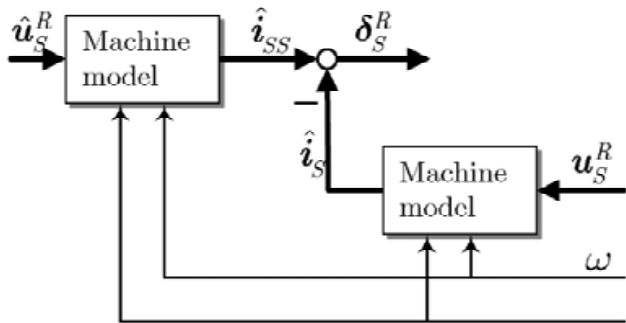 û_S^R
Machine
model
î_SS
δ_S^R
−
î_S
Machine
model
u_S^R
ω